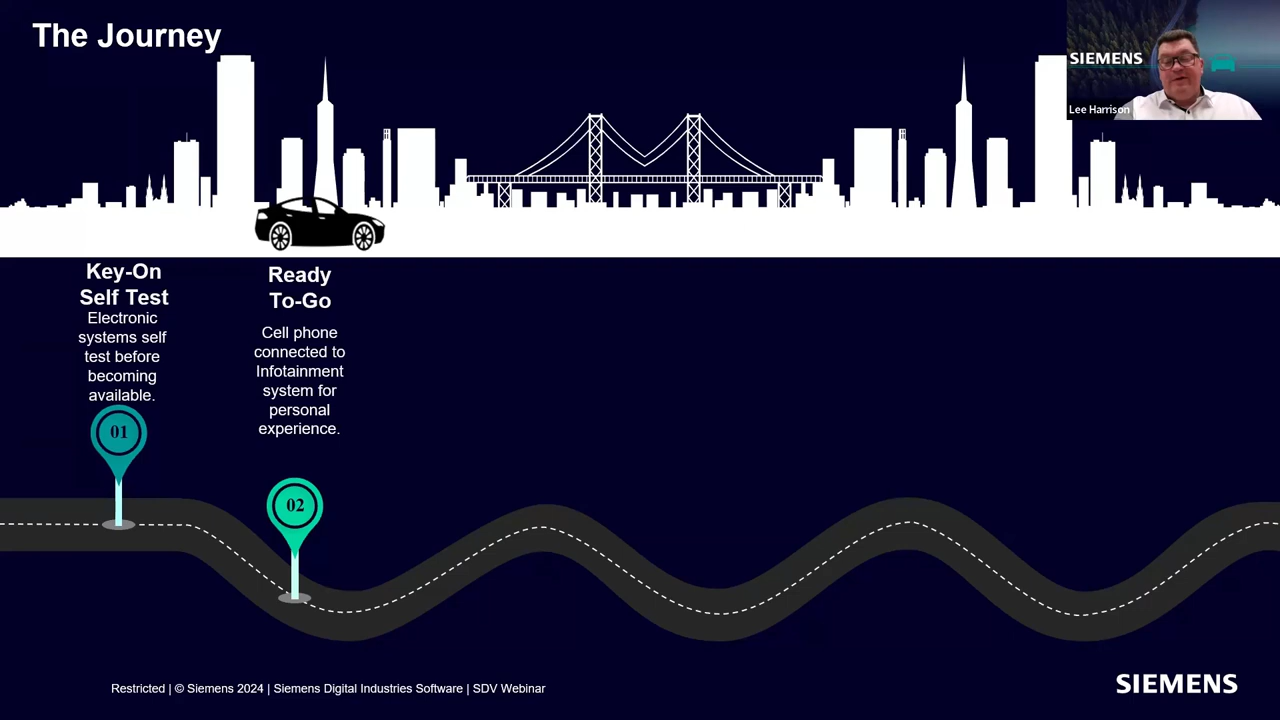 The Journey
SIEMENS
Lee Harrison
Key-On
Self Test
Electronic
systems self
test before
becoming
available.
01
Ready
To-Go
Cell phone
connected to
Infotainment
system for
personal
experience.
02
Restricted | © Siemens 2024 | Siemens Digital Industries Software | SDV Webinar
SIEMENS